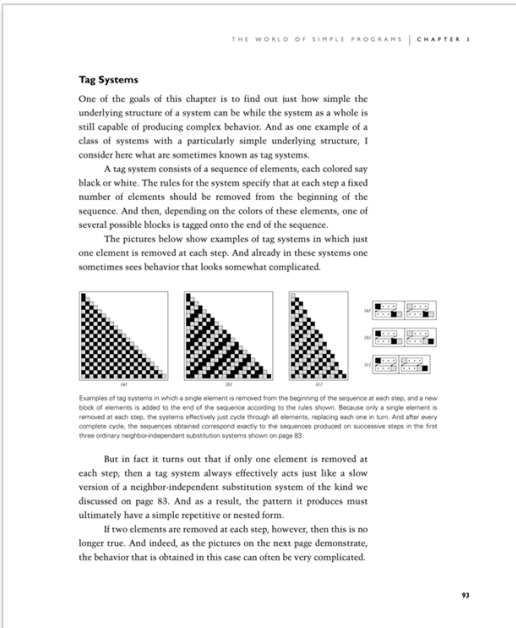 THE WORLD OF SIMPLE PROGRAMS | CHAPTER 3
Tag Systems
One of the goals of this chapter is to find out just how simple the
underlying structure of a system can be while the system as a whole is
still capable of producing complex behavior. And as one example of a
class of systems with a particularly simple underlying structure, I
consider here what are sometimes known as tag systems.
A tag system consists of a sequence of elements, each colored say
black or white. The rules for the system specify that at each step a fixed
number of elements should be removed from the beginning of the
sequence. And then, depending on the colors of these elements, one of
several possible blocks is tagged onto the end of the sequence.
The pictures below show examples of tag systems in which just
one element is removed at each step. And already in these systems one
sometimes sees behavior that looks somewhat complicated.
(a)
(b)
(c)
(a)
(b)
(c)
Examples of tag systems in which a single element is removed from the beginning of the sequence at each step, and a new
block of elements is added to the end of the sequence according to the rules shown. Because only a single element is
removed at each step, the systems effectively just cycle through all elements, replacing each one in turn. And after every
complete cycle, the sequences obtained correspond exactly to the sequences produced on successive steps in the first
three ordinary neighbor-independent substitution systems shown on page 83.
But in fact it turns out that if only one element is removed at
each step, then a tag system always effectively acts just like a slow
version of a neighbor-independent substitution system of the kind we
discussed on page 83. And as a result, the pattern it produces must
ultimately have a simple repetitive or nested form.
If two elements are removed at each step, however, then this is no
longer true. And indeed, as the pictures on the next page demonstrate,
the behavior that is obtained in this case can often be very complicated.
93